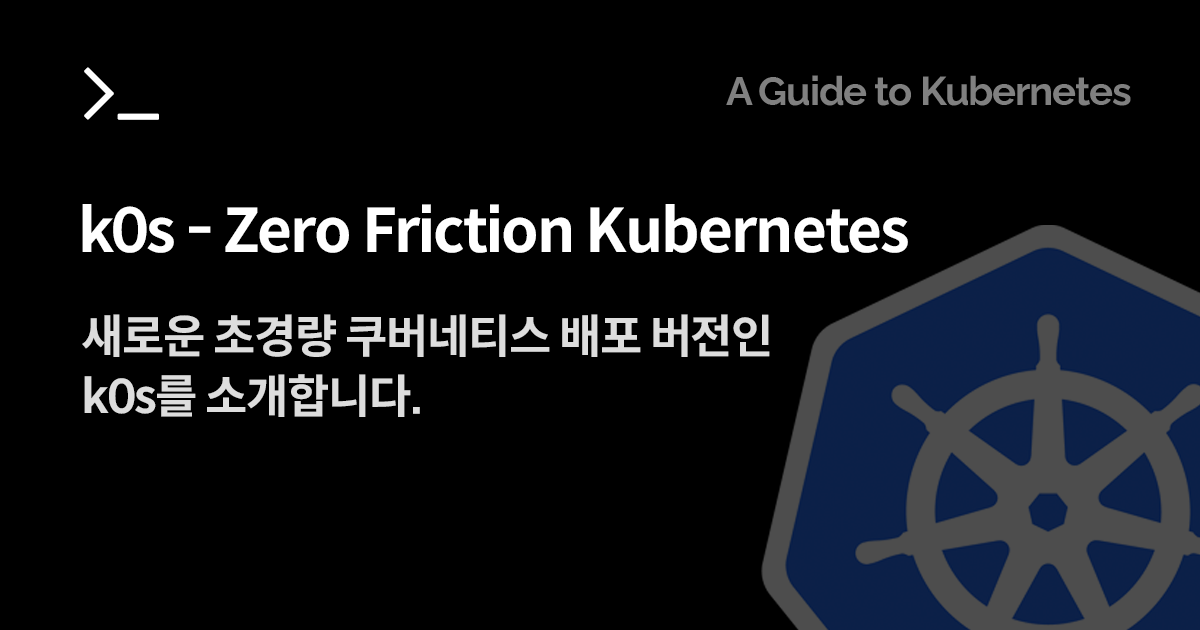 A Guide to Kubernetes
k0s - Zero Friction Kubernetes
새로운 초경량 쿠버네티스 배포 버전인
k0s를 소개합니다.